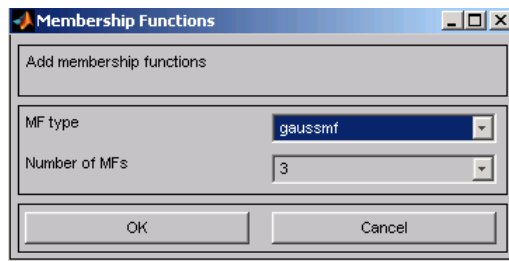 Membership Functions
Add membership functions
MF type gaussmf
Number of MFs 3
OK Cancel